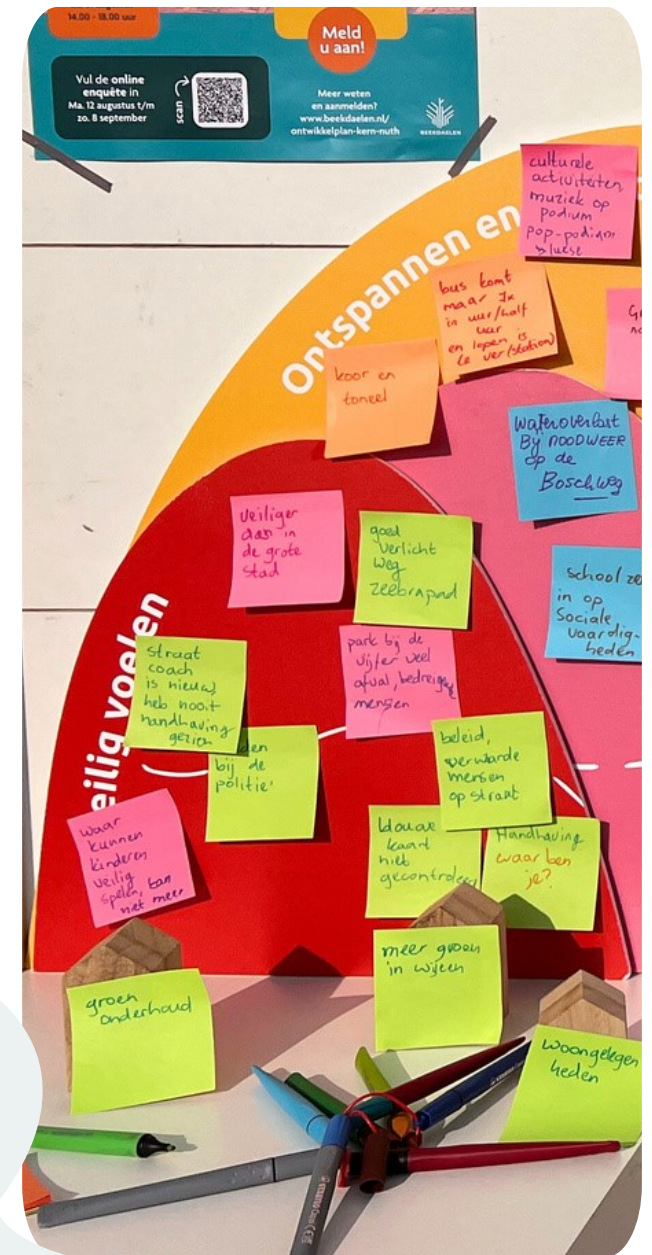 14.00 - 18.00 uur
Meld
u aan!
Vul de online
enquête in
Ma. 12 augustus t/m
zo. 8 september
scan
Meer weten
en aanmelden?
www.beekdaelen.nl/
ontwikkelplan-kern-nuth
BEEKDAELEN
Ontspannen en
culturele
activiteiten,
muziek op
podium
pop-podium
bus komt
maar 1x
in uur/half
uur
en lopen is
te ver (station)
koor en
toneel
wateroverlast
Bij NOODWEER
op de
Boschweg
school ze
in op
Sociale
vaardig-
heden
eilig voelen
veiliger
dan in
de grote
stad
goed
verlicht
weg
zeebrapad
straat
coach
is nieuw,
heb nooit
handhaving
gezien
park bij de
vijver veel
afval, bedreigde
mensen
den
bij de
politie'
beleid,
verwarde
mensen
op straat
waar
kunnen
kinderen
veilig
spelen, kan
niet meer
blauwe
kaart
niet
gecontroleerd
Handhaving
waar ben
je?
groen
onderhoud
meer groen
in wijken
woongelegen
heden